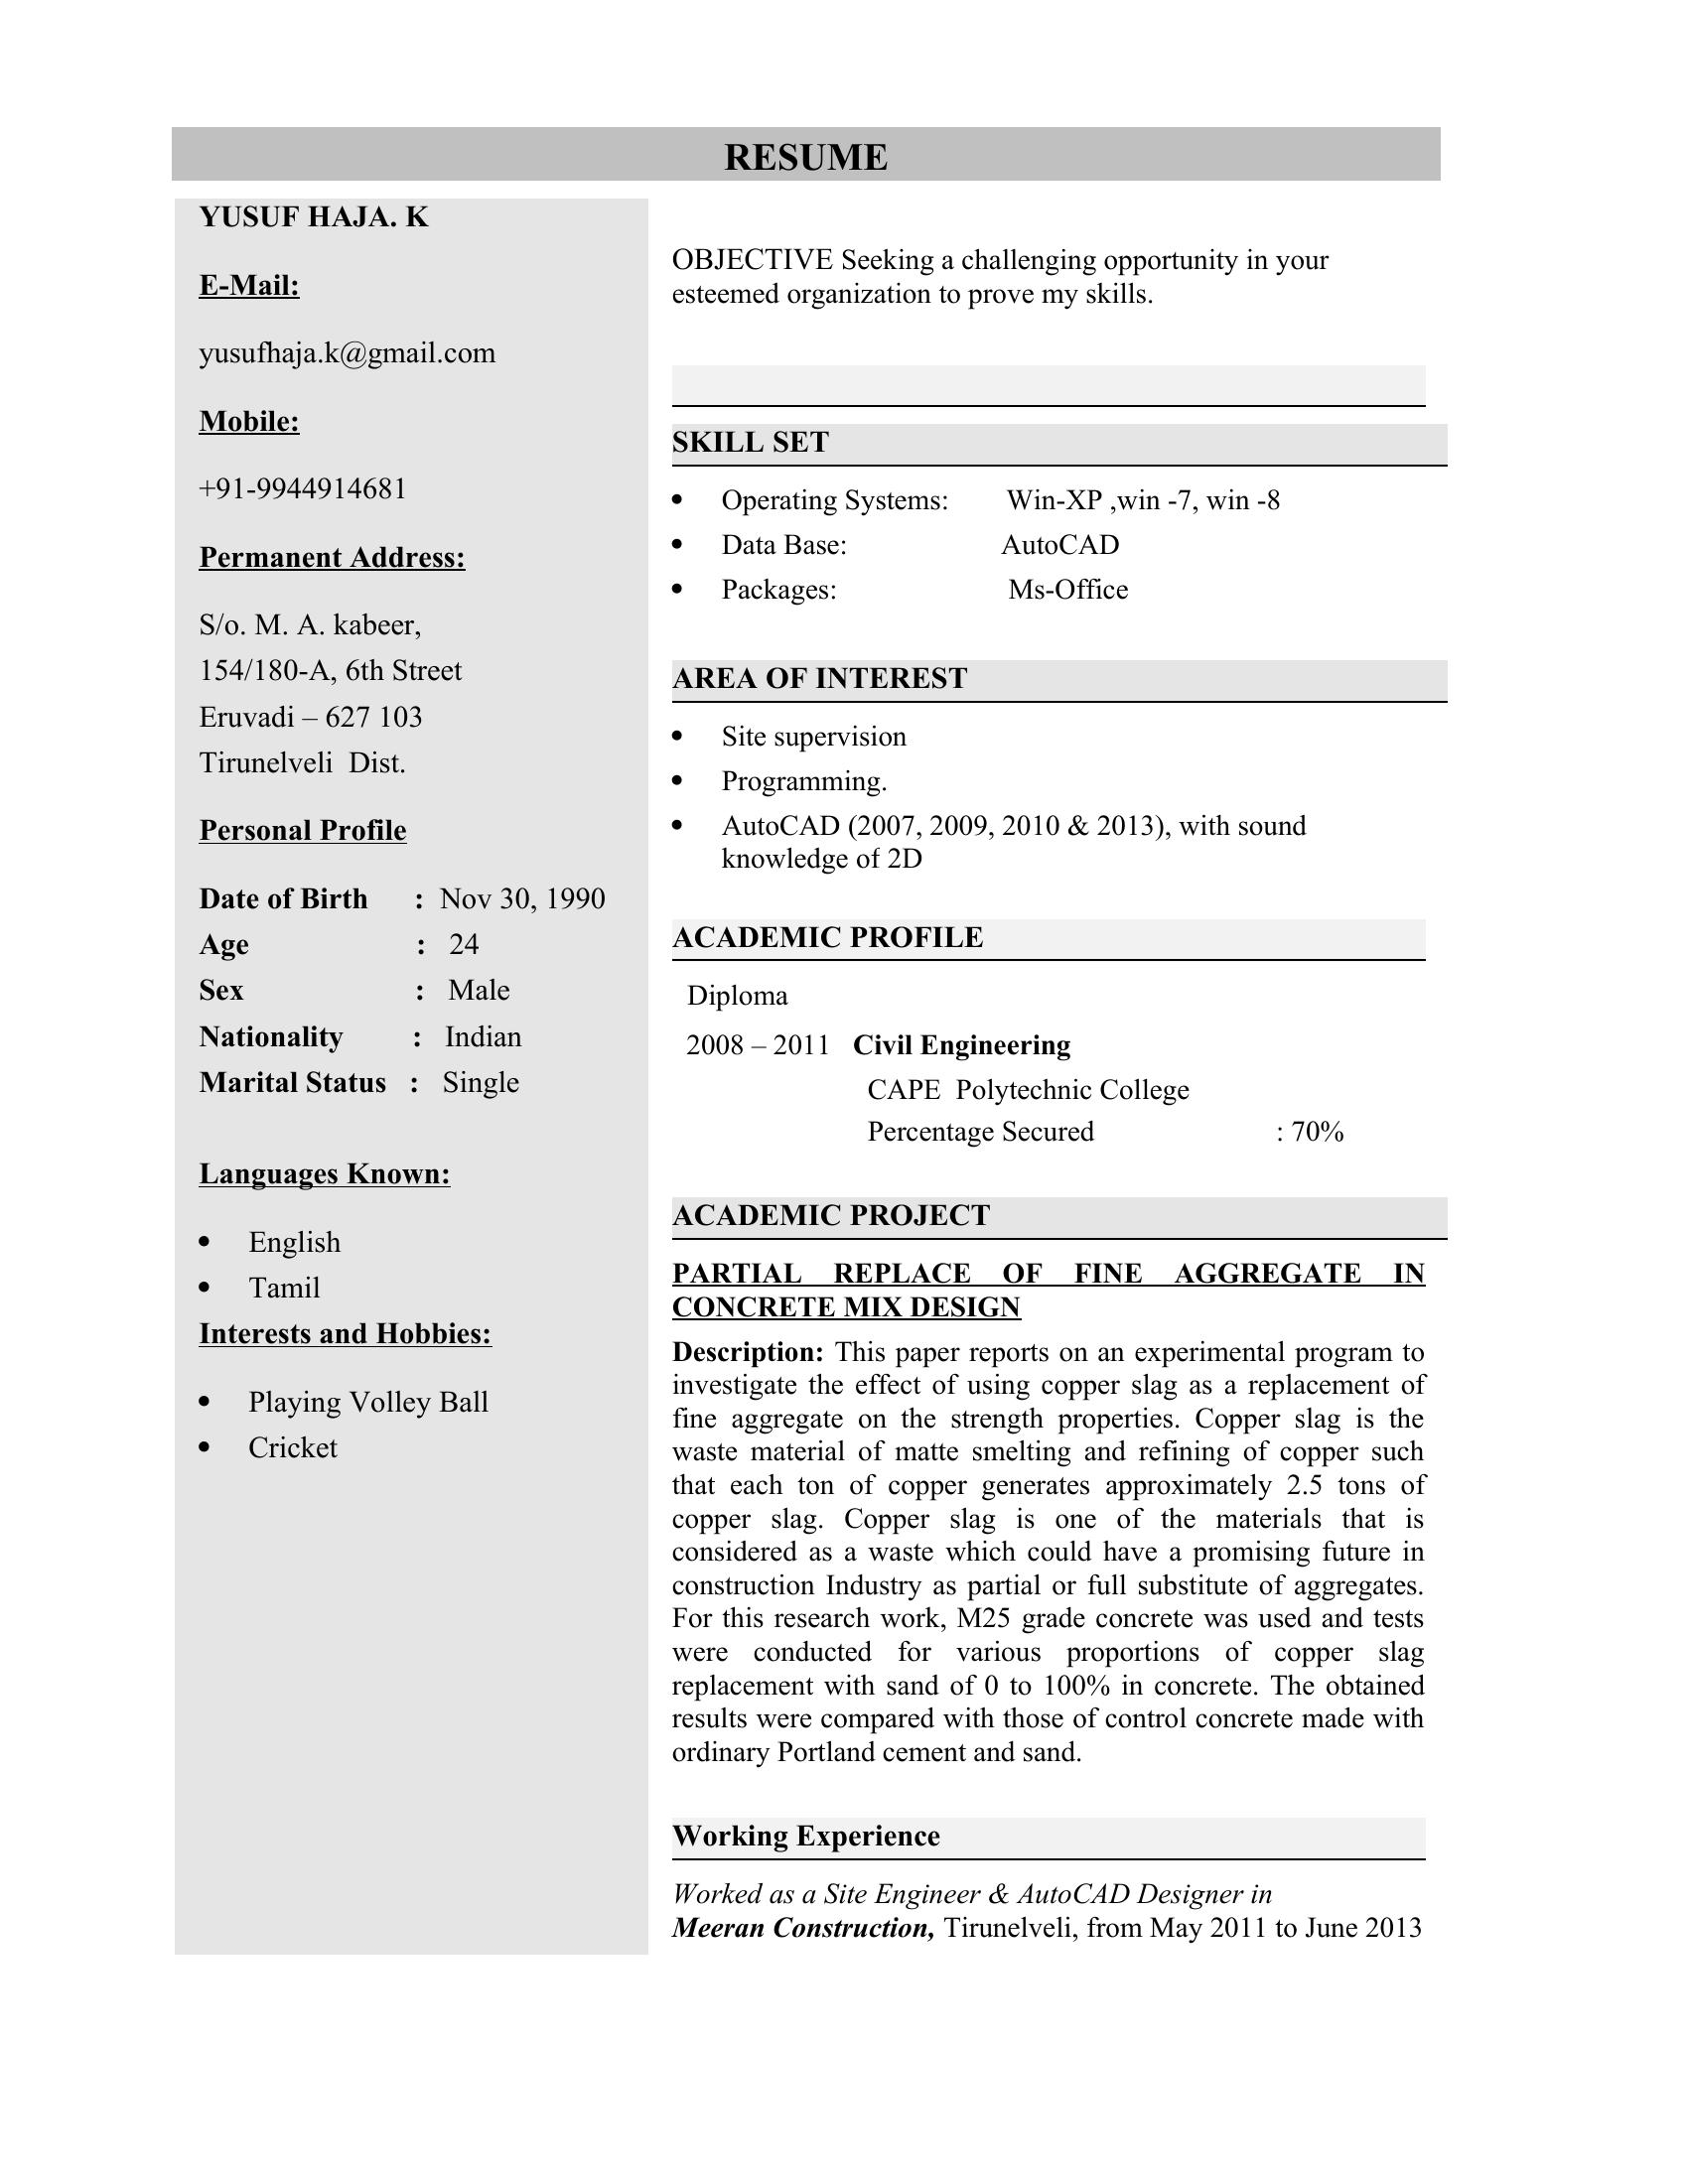 RESUME
YUSUF HAJA. K
E-Mail:
yusufhaja.k@gmail.com
Mobile:
+91-9944914681
Permanent Address:
S/o. M. A. kabeer,
154/180-A, 6th Street
Eruvadi – 627 103
Tirunelveli Dist.
Personal Profile
Date of Birth : Nov 30, 1990
Age : 24
Sex : Male
Nationality : Indian
Marital Status : Single
Languages Known:
• English
• Tamil
Interests and Hobbies:
• Playing Volley Ball
• Cricket
OBJECTIVE Seeking a challenging opportunity in your
esteemed organization to prove my skills.
SKILL SET
• Operating Systems: Win-XP ,win -7, win -8
• Data Base: AutoCAD
• Packages: Ms-Office
AREA OF INTEREST
• Site supervision
• Programming.
• AutoCAD (2007, 2009, 2010 & 2013), with sound
knowledge of 2D
ACADEMIC PROFILE
Diploma
2008 – 2011 Civil Engineering
CAPE Polytechnic College
Percentage Secured : 70%
ACADEMIC PROJECT
PARTIAL REPLACE OF FINE AGGREGATE IN
CONCRETE MIX DESIGN
Description: This paper reports on an experimental program to
investigate the effect of using copper slag as a replacement of
fine aggregate on the strength properties. Copper slag is the
waste material of matte smelting and refining of copper such
that each ton of copper generates approximately 2.5 tons of
copper slag. Copper slag is one of the materials that is
considered as a waste which could have a promising future in
construction Industry as partial or full substitute of aggregates.
For this research work, M25 grade concrete was used and tests
were conducted for various proportions of copper slag
replacement with sand of 0 to 100% in concrete. The obtained
results were compared with those of control concrete made with
ordinary Portland cement and sand.
Working Experience
Worked as a Site Engineer & AutoCAD Designer in
Meeran Construction, Tirunelveli, from May 2011 to June 2013